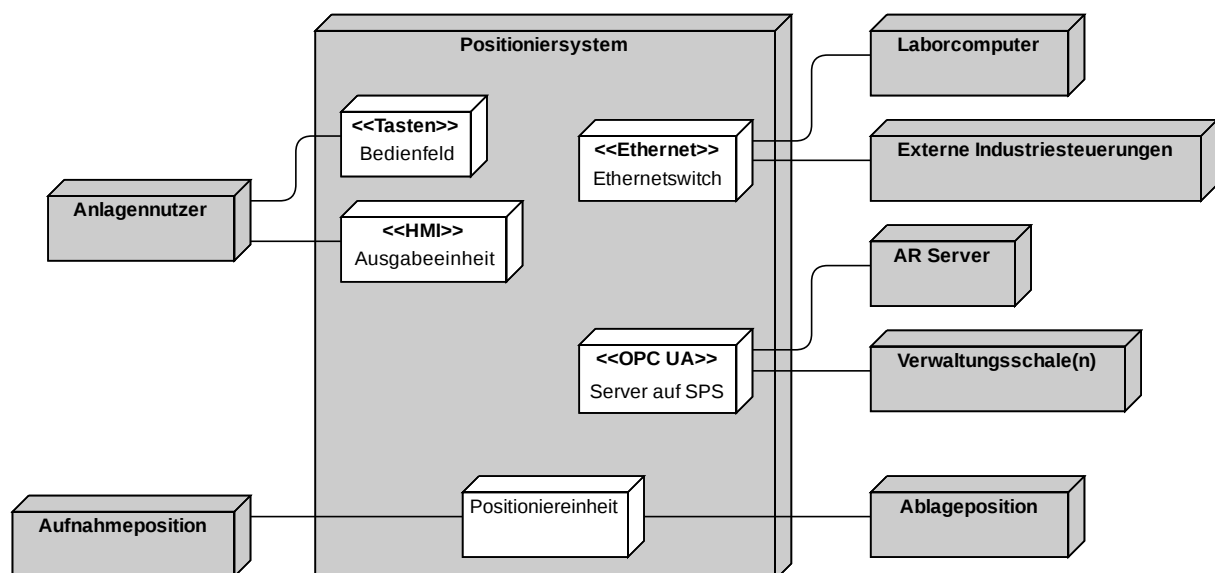 Positioniersystem
Laborcomputer
<<Tasten>>
Bedienfeld
<<Ethernet>>
Ethernetswitch
Externe Industriesteuerungen
Anlagennutzer
<<HMI>>
Ausgabeeinheit
AR Server
<<OPC UA>>
Server auf SPS
Verwaltungsschale(n)
Aufnahmeposition
Positioniereinheit
Ablageposition